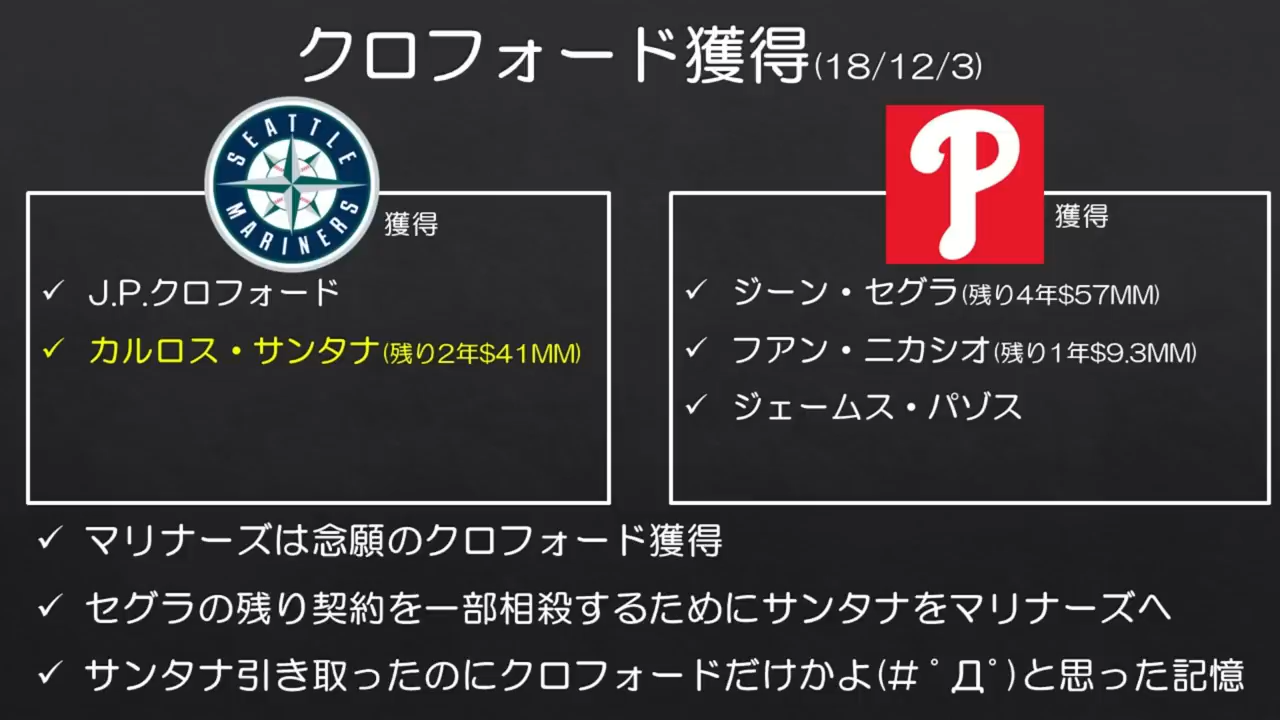 クロフォード獲得(18/12/3)
SEATTLE
MARINERS
獲得
J.P.クロフォード
カルロス・サンタナ(残り2年$41MM)
P
獲得
ジーン・セグラ(残り4年$57MM)
フアン・ニカシオ(残り1年$9.3MM)
ジェームス・パゾス
マリナーズは念願のクロフォード獲得
セグラの残り契約を一部相殺するためにサンタナをマリナーズへ
サンタナ引き取ったのにクロフォードだけかよ(#ﾟДﾟ)と思った記憶